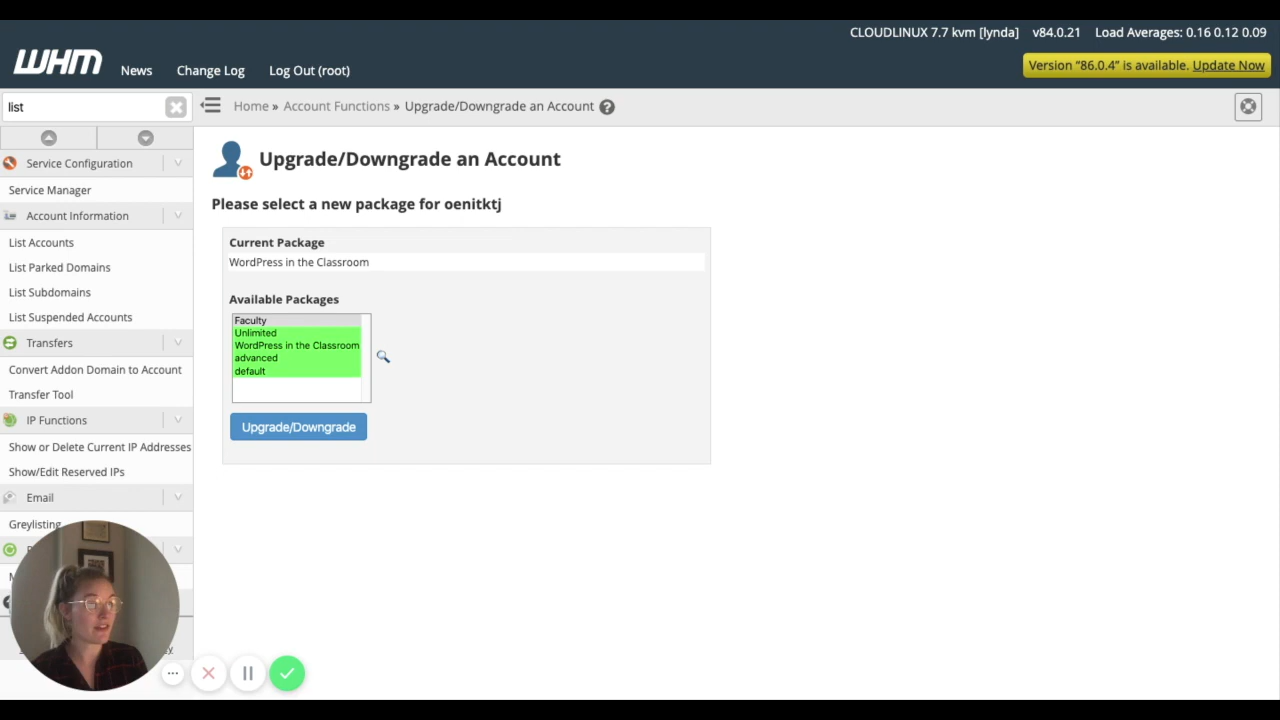 CLOUDLINUX 7.7 kvm [lynda] v84.0.21 Load Averages: 0.16 0.12 0.09
WHM
News Change Log Log Out (root)
Version "86.0.4" is available. Update Now
list
Home » Account Functions » Upgrade/Downgrade an Account
Service Configuration
Service Manager
Account Information
List Accounts
List Parked Domains
List Subdomains
List Suspended Accounts
Transfers
Convert Addon Domain to Account
Transfer Tool
IP Functions
Show or Delete Current IP Addresses
Show/Edit Reserved IPs
Email
Greylisting
Upgrade/Downgrade an Account
Please select a new package for oenitktj
Current Package
WordPress in the Classroom
Available Packages
Faculty
Unlimited
WordPress in the Classroom
advanced
default
Upgrade/Downgrade